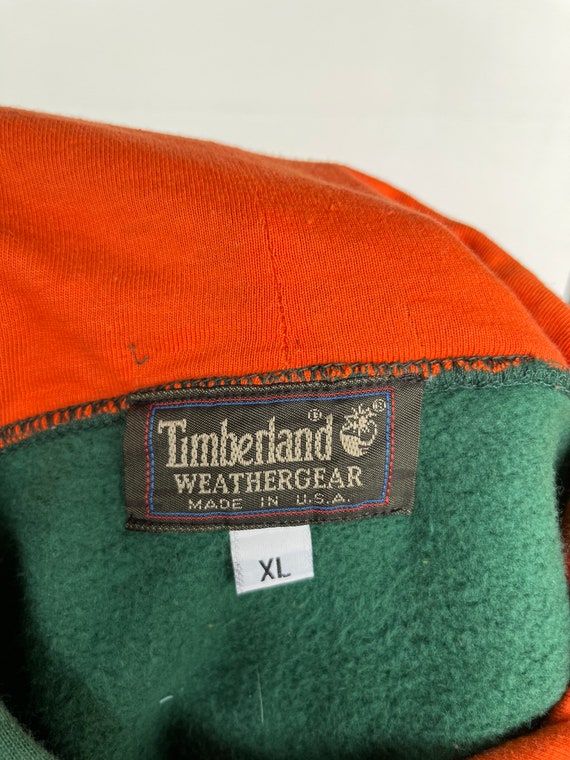 Timberland®
®
WEATHERGEAR
MADE IN U.S.A.
XL